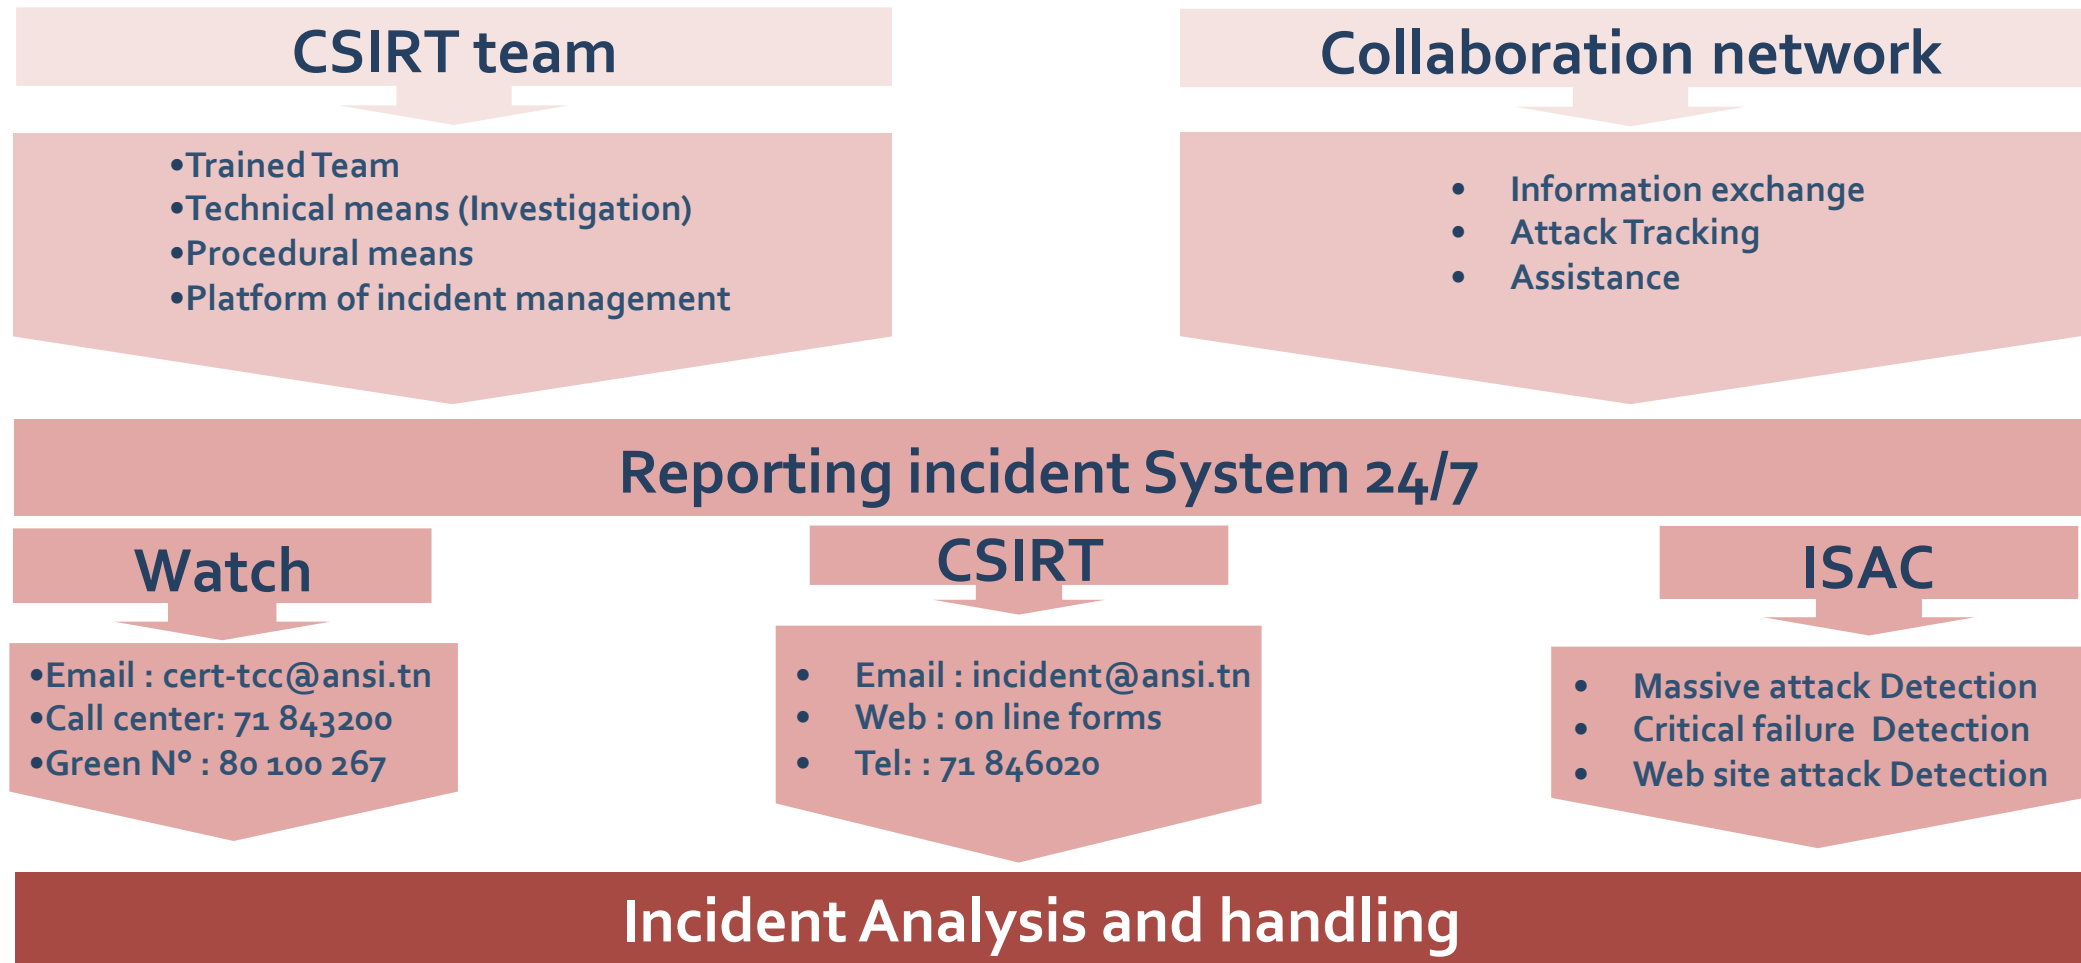 CSIRT team
•Trained Team
•Technical means (Investigation)
•Procedural means
•Platform of incident management
Collaboration network
• Information exchange
• Attack Tracking
• Assistance
Reporting incident System 24/7
Watch
•Email : cert-tcc@ansi.tn
•Call center: 71 843200
•Green N° : 80 100 267
CSIRT
• Email : incident@ansi.tn
• Web : on line forms
• Tel: : 71 846020
ISAC
• Massive attack Detection
• Critical failure Detection
• Web site attack Detection
Incident Analysis and handling